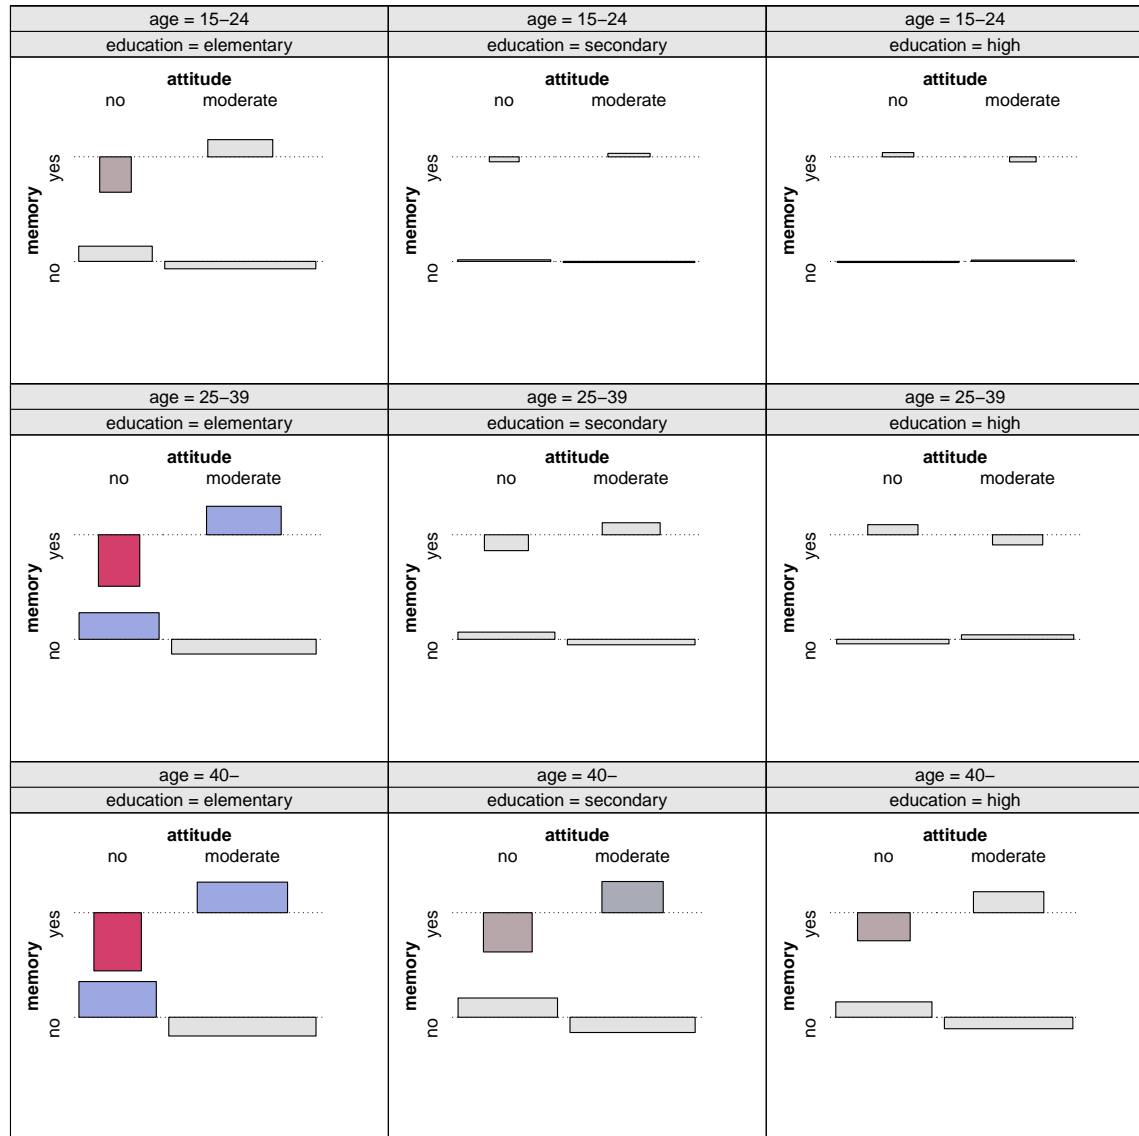 age = 15−24 age = 15−24 age = 15−24
education = elementary education = secondary education = high
attitude attitude attitude
no moderate no moderate no moderate
memory yes memory yes memory yes
no no no
age = 25−39 age = 25−39 age = 25−39
education = elementary education = secondary education = high
attitude attitude attitude
no moderate no moderate no moderate
memory yes memory yes memory yes
no no no
age = 40− age = 40− age = 40−
education = elementary education = secondary education = high
attitude attitude attitude
no moderate no moderate no moderate
memory yes memory yes memory yes
no no no